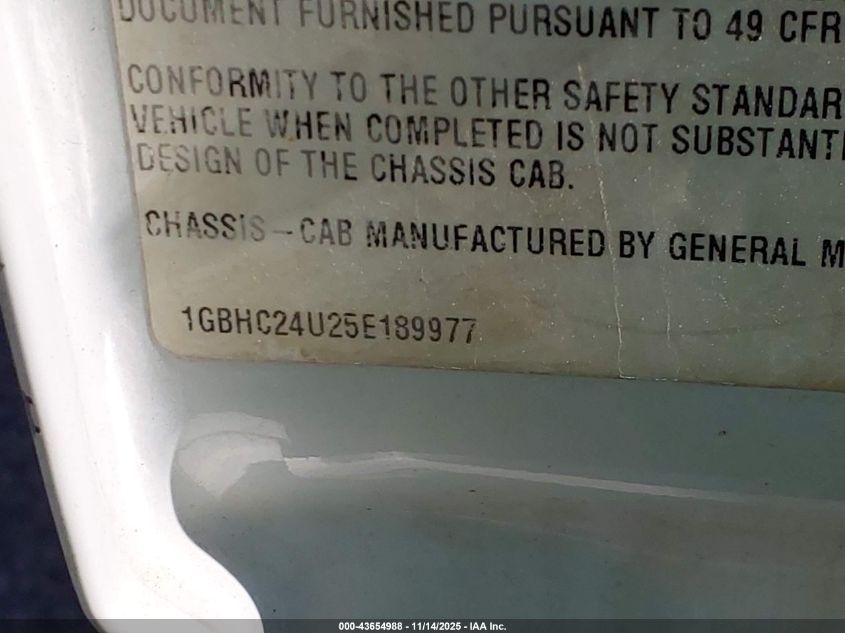 DOCUMENT FURNISHED PURSUANT TO 49 CFR
CONFORMITY TO THE OTHER SAFETY STANDAR
VEHICLE WHEN COMPLETED IS NOT SUBSTANTI
DESIGN OF THE CHASSIS CAB.
CHASSIS-CAB MANUFACTURED BY GENERAL M
1GBHC24U25E189977
000-43654988 - 11/14/2025 - IAA Inc.